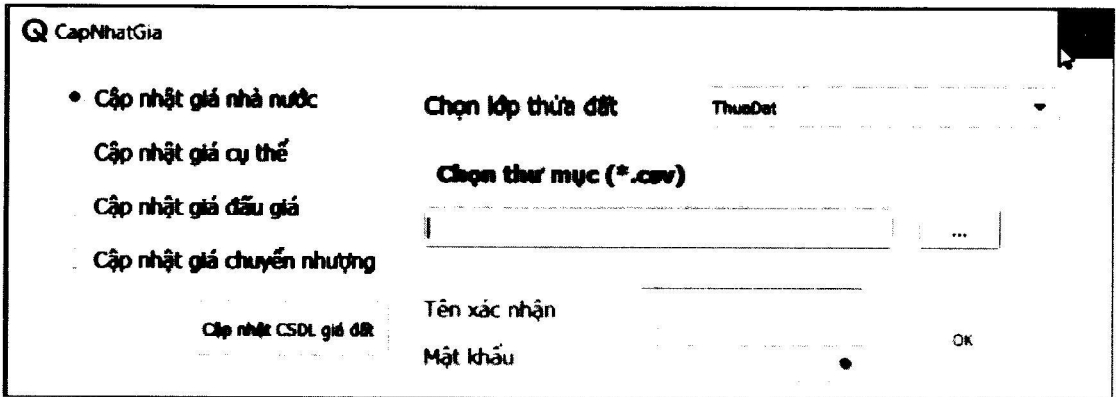 CapNhatGia
Cập nhật giá nhà nước
Cập nhật giá cụ thể
Cập nhật giá đấu giá
Cập nhật giá chuyển nhượng
Cập nhật CSDL giá đất
Chọn lớp thửa đất
ThuaDat
Chọn thư mục (*.csv)
...
Tên xác nhận
Mật khẩu
OK